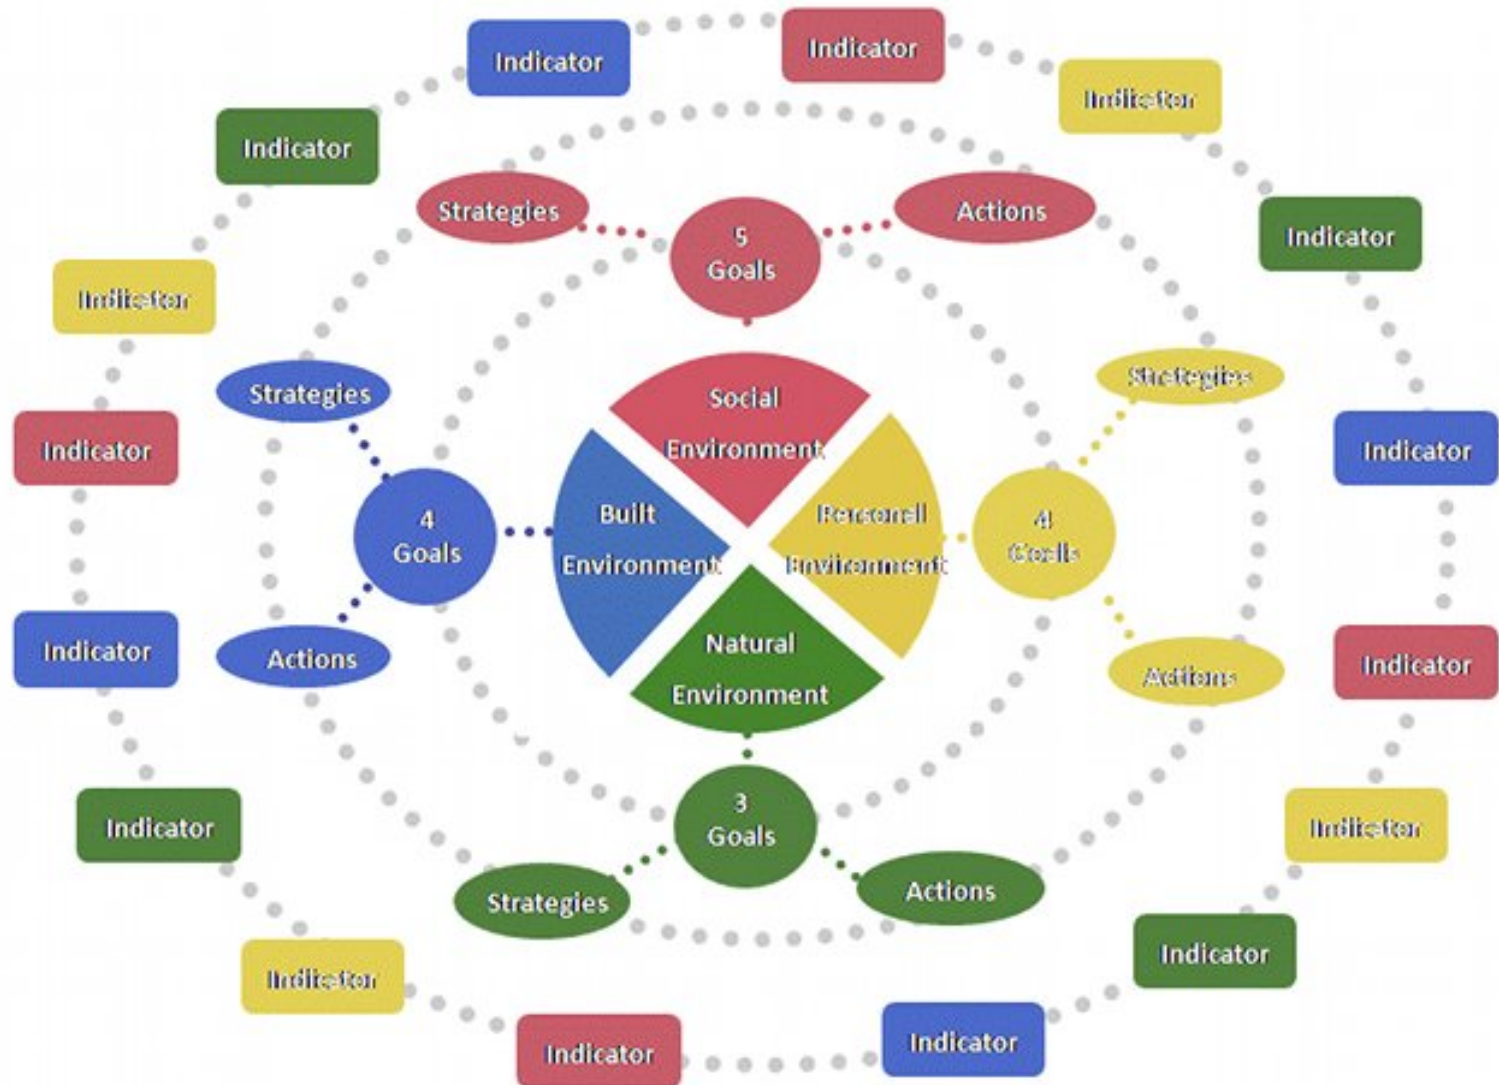 Indicator
Indicator
Indicator
Indicator
Strategies
Actions
5
Goals
Indicator
Indicator
Strategies
Social
Environment
Strategies
Indicator
Indicator
4
Goals
Built
Environment
Personal
Environment
4
Goals
Indicator
Actions
Natural
Environment
Actions
Indicator
Indicator
3
Goals
Indicator
Strategies
Actions
Indicator
Indicator
Indicator
Indicator